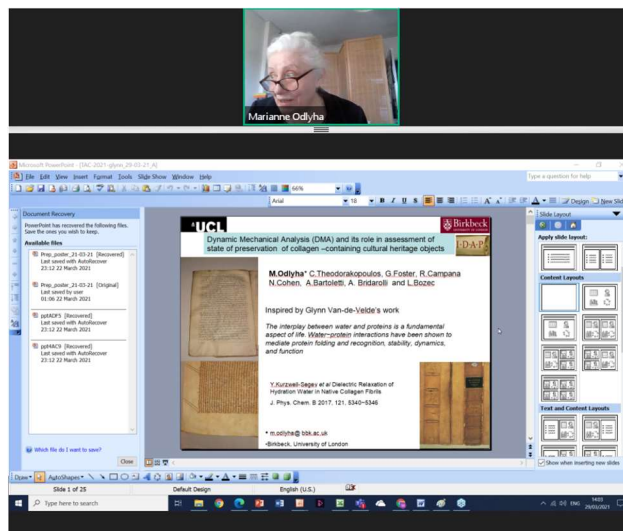 Marianne Odlyha
Microsoft PowerPoint - [TAC-2021-glynn_29-03-21_A]
File Edit View Insert Format Tools Slide Show Window Help
Type a question for help
66%
Arial
18
B I U S
Design
New Slide
Document Recovery
PowerPoint has recovered the following files.
Save the ones you wish to keep.
Available files
Prep_poster_21-03-21 [Recovered]
Last saved with AutoRecover
23:12 22 March 2021
Prep_poster_21-03-21 [Original]
Last saved by user
01:06 22 March 2021
pptADF5 [Recovered]
Last saved with AutoRecover
23:12 22 March 2021
Last saved with AutoRecover
23:12 22 March 2021
Which file do I want to save?
Close
UCL
Birkbeck
I·D·A·P
Dynamic Mechanical Analysis (DMA) and its role in assessment of
state of preservation of collagen –containing cultural heritage objects
M.Odlyha* C.Theodorakopoulos, G.Foster, R.Campana
N.Cohen, A.Bartoletti, A. Bridarolli and L.Bozec
Inspired by Glynn Van-de-Velde's work
The interplay between water and proteins is a fundamental
aspect of life. Water−protein interactions have been shown to
mediate protein folding and recognition, stability, dynamics,
and function
Y.Kurzweil-Segev et al Dielectric Relaxation of
Hydration Water in Native Collagen Fibrils
J. Phys. Chem. B 2017, 121, 5340−5346
* m.odlyha@ bbk.ac.uk
Birkbeck, University of London
Slide Layout
Apply slide layout:
Content Layouts
Text and Content Layouts
Show when inserting new slides
Draw
AutoShapes
Slide 1 of 25
Default Design
English (U.S.)
Type here to search
ENG
14:03
29/03/2021